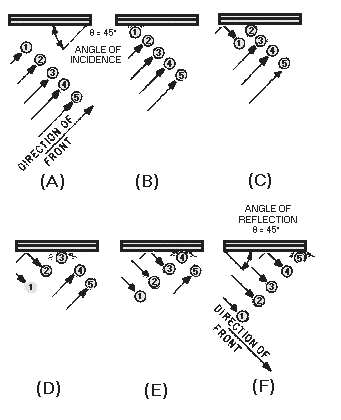 θ = 45°
ANGLE OF
INCIDENCE
1
2
3
4
5
DIRECTION OF
FRONT
(A)
1
2
3
4
5
(B)
1
2
3
4
5
(C)
1
2
3
4
5
(D)
1
2
3
4
5
(E)
ANGLE OF
REFLECTION
θ = 45°
5
4
3
2
1
DIRECTION OF
FRONT
(F)